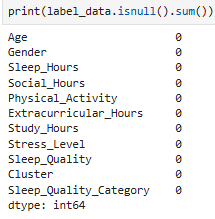 print(label_data.isnull().sum())
Age 0
Gender 0
Sleep_Hours 0
Social_Hours 0
Physical_Activity 0
Extracurricular_Hours 0
Study_Hours 0
Stress_Level 0
Sleep_Quality 0
Cluster 0
Sleep_Quality_Category 0
dtype: int64